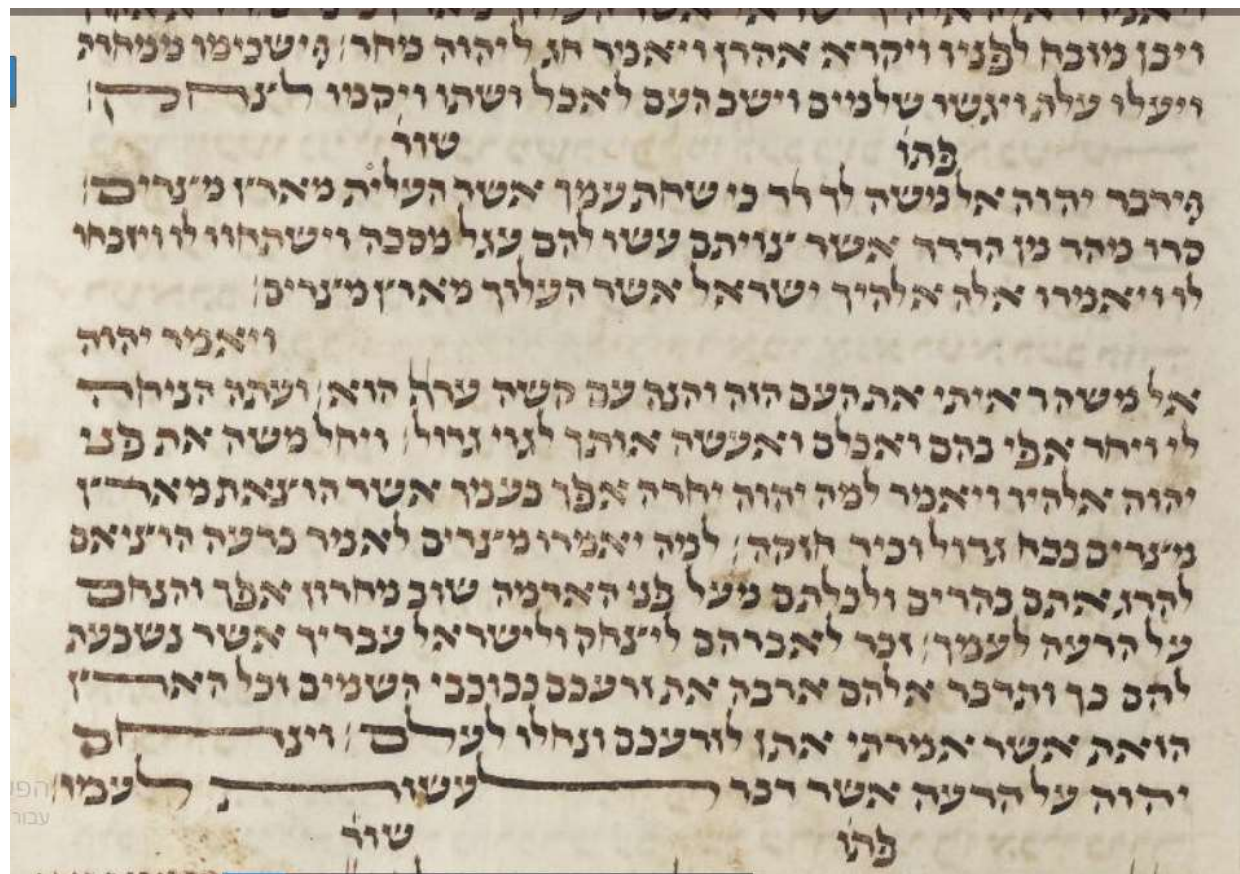 ויבן מזבח לפניו ויקרא אהרן ויאמר חג ליהוה מחר׃ וישכימו ממחרת
ויעלו עלה ויגשו שלמים וישב העם לאכל ושתו ויקמו לצחק׃
פתו שור
וידבר יהוה אל משה לך רד כי שחת עמך אשר העלית מארץ מצרים׃
סרו מהר מן הדרך אשר צויתם עשו להם עגל מסכה וישתחוו לו ויזבחו
לו ויאמרו אלה אלהיך ישראל אשר העלוך מארץ מצרים׃
ויאמר יהוה
אל משה ראיתי את העם הזה והנה עם קשה ערף הוא׃ ועתה הניחה
לי ויחר אפי בהם ואכלם ואעשה אותך לגוי גדול׃ ויחל משה את פני
יהוה אלהיו ויאמר למה יהוה יחרה אפך בעמך אשר הוצאת מארץ
מצרים בכח גדול וביד חזקה׃ למה יאמרו מצרים לאמר ברעה הוציאם
להרג אתם בהרים ולכלתם מעל פני האדמה שוב מחרון אפך והנחם
על הרעה לעמך׃ זכר לאברהם ליצחק ולישראל עבדיך אשר נשבעת
להם בך ותדבר אלהם ארבה את זרעכם ככוכבי השמים וכל הארץ
הזאת אשר אמרתי אתן לזרעכם ונחלו לעלם׃ וינחם
יהוה על הרעה אשר דבר לעשות לעמו׃
פתו שור